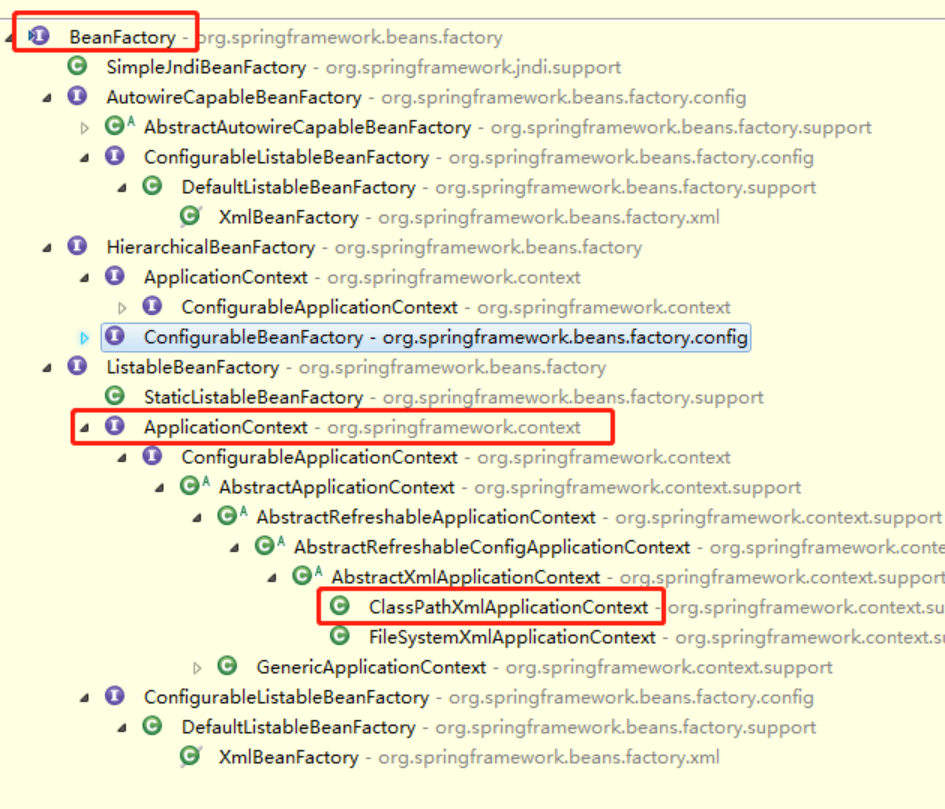 BeanFactory - org.springframework.beans.factory
SimpleJndiBeanFactory - org.springframework.jndi.support
AutowireCapableBeanFactory - org.springframework.beans.factory.config
AbstractAutowireCapableBeanFactory - org.springframework.beans.factory.support
ConfigurableListableBeanFactory - org.springframework.beans.factory.config
DefaultListableBeanFactory - org.springframework.beans.factory.support
XmlBeanFactory - org.springframework.beans.factory.xml
HierarchicalBeanFactory - org.springframework.beans.factory
ApplicationContext - org.springframework.context
ConfigurableApplicationContext - org.springframework.context
ConfigurableBeanFactory - org.springframework.beans.factory.config
ListableBeanFactory - org.springframework.beans.factory
StaticListableBeanFactory - org.springframework.beans.factory.support
ApplicationContext - org.springframework.context
ConfigurableApplicationContext - org.springframework.context
AbstractApplicationContext - org.springframework.context.support
AbstractRefreshableApplicationContext - org.springframework.context.support
AbstractRefreshableConfigApplicationContext - org.springframework.conte
AbstractXmlApplicationContext - org.springframework.context.support
ClassPathXmlApplicationContext - org.springframework.context.su
FileSystemXmlApplicationContext - org.springframework.context.su
GenericApplicationContext - org.springframework.context.support
ConfigurableListableBeanFactory - org.springframework.beans.factory.config
DefaultListableBeanFactory - org.springframework.beans.factory.support
XmlBeanFactory - org.springframework.beans.factory.xml